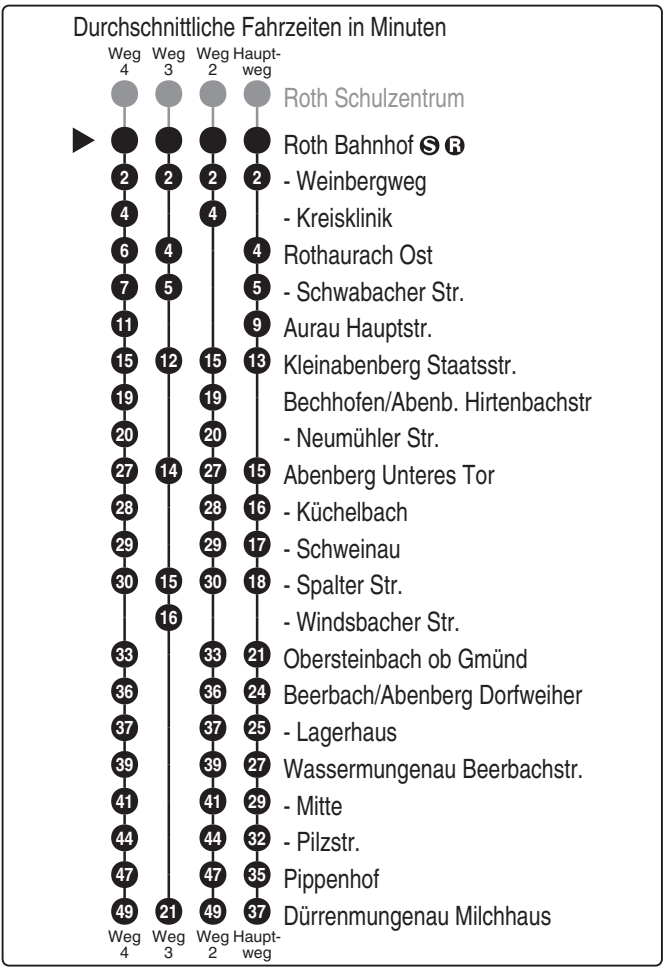 Durchschnittliche Fahrzeiten in Minuten
Weg Weg Weg Haupt-
4 3 2 weg
Roth Schulzentrum
Roth Bahnhof S R
2 2 2 2 - Weinbergweg
4 4 - Kreisklinik
6 4 4 Rothaurach Ost
7 5 5 - Schwabacher Str.
11 9 Aurau Hauptstr.
15 12 15 13 Kleinabenberg Staatsstr.
19 19 Bechhofen/Abenb. Hirtenbachstr
20 20 - Neumühler Str.
27 14 27 15 Abenberg Unteres Tor
28 28 16 - Küchelbach
29 29 17 - Schweinau
30 15 30 18 - Spalter Str.
16 - Windsbacher Str.
33 33 21 Obersteinbach ob Gmünd
36 36 24 Beerbach/Abenberg Dorfweiher
37 37 25 - Lagerhaus
39 39 27 Wassermungenau Beerbachstr.
41 41 29 - Mitte
44 44 32 - Pilzstr.
47 47 35 Pippenhof
49 21 49 37 Dürrenmungenau Milchhaus
Weg Weg Weg Haupt-
4 3 2 weg